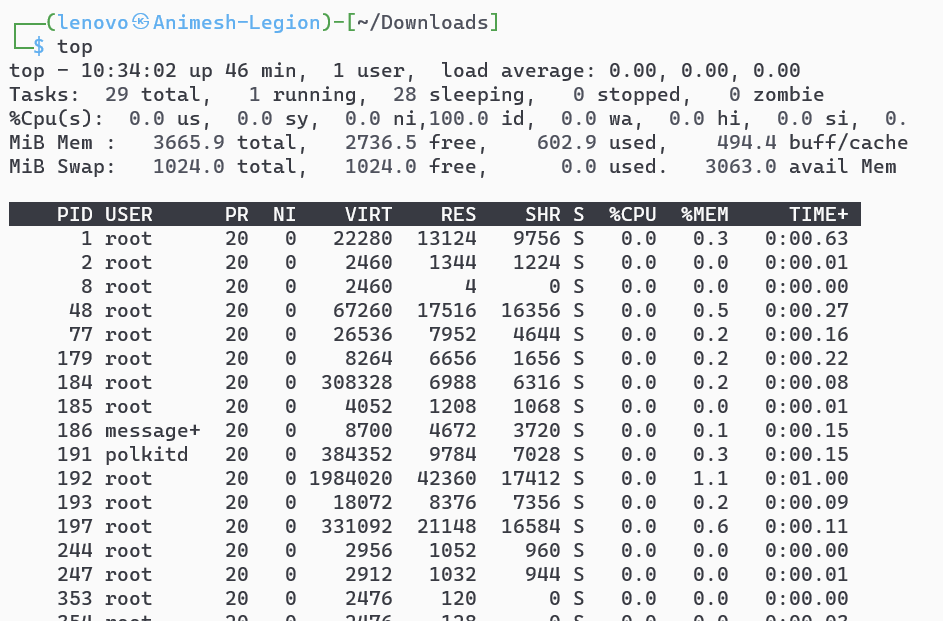 ┌──(lenovo㉿Animesh-Legion)-[~/Downloads]
└─$ top
top - 10:34:02 up 46 min,  1 user,  load average: 0.00, 0.00, 0.00
Tasks:  29 total,   1 running,  28 sleeping,   0 stopped,   0 zombie
%Cpu(s):  0.0 us,  0.0 sy,  0.0 ni,100.0 id,  0.0 wa,  0.0 hi,  0.0 si,  0.
MiB Mem :   3665.9 total,   2736.5 free,    602.9 used,    494.4 buff/cache
MiB Swap:   1024.0 total,   1024.0 free,      0.0 used.   3063.0 avail Mem
    PID USER      PR  NI    VIRT    RES    SHR S  %CPU  %MEM     TIME+
      1 root      20   0   22280  13124   9756 S   0.0   0.3   0:00.63
      2 root      20   0    2460   1344   1224 S   0.0   0.0   0:00.01
      8 root      20   0    2460      4      0 S   0.0   0.0   0:00.00
     48 root      20   0   67260  17516  16356 S   0.0   0.5   0:00.27
     77 root      20   0   26536   7952   4644 S   0.0   0.2   0:00.16
    179 root      20   0    8264   6656   1656 S   0.0   0.2   0:00.22
    184 root      20   0  308328   6988   6316 S   0.0   0.2   0:00.08
    185 root      20   0    4052   1208   1068 S   0.0   0.0   0:00.01
    186 message+  20   0    8700   4672   3720 S   0.0   0.1   0:00.15
    191 polkitd   20   0  384352   9784   7028 S   0.0   0.3   0:00.15
    192 root      20   0 1984020  42360  17412 S   0.0   1.1   0:01.00
    193 root      20   0   18072   8376   7356 S   0.0   0.2   0:00.09
    197 root      20   0  331092  21148  16584 S   0.0   0.6   0:00.11
    244 root      20   0    2956   1052    960 S   0.0   0.0   0:00.00
    247 root      20   0    2912   1032    944 S   0.0   0.0   0:00.01
    353 root      20   0    2476    120      0 S   0.0   0.0   0:00.00